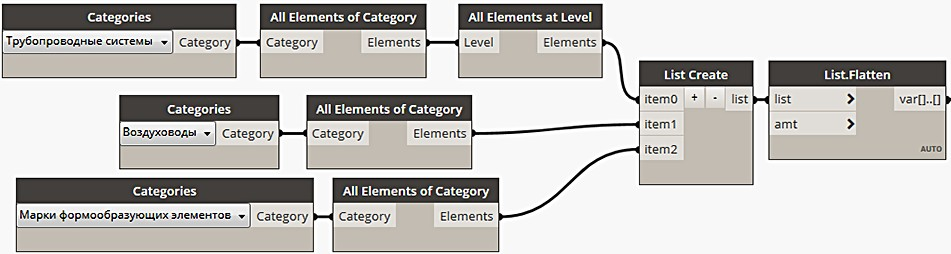 Categories
Трубопроводные системы Category
All Elements of Category
Category Elements
All Elements at Level
Level Elements
Categories
Воздуховоды Category
All Elements of Category
Category Elements
Categories
Марки формообразующих элементов Category
All Elements of Category
Category Elements
List Create
item0 + - list
item1
item2
List.Flatten
list > var[]..[]
amt >
AUTO